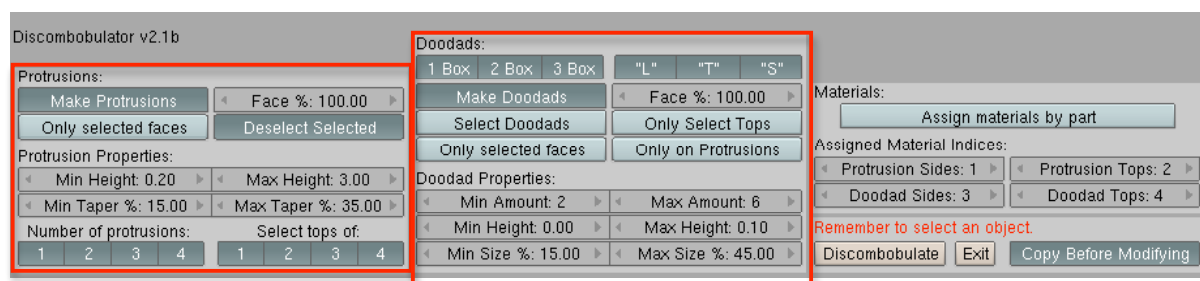 Discombobulator v2.1b
Protrusions:
Make Protrusions Face %: 100.00
Only selected faces Deselect Selected
Protrusion Properties:
Min Height: 0.20 Max Height: 3.00
Min Taper %: 15.00 Max Taper %: 35.00
Number of protrusions: Select tops of:
1 2 3 4 1 2 3 4
Doodads:
1 Box 2 Box 3 Box "L" "T" "S"
Make Doodads Face %: 100.00
Select Doodads Only Select Tops
Only selected faces Only on Protrusions
Doodad Properties:
Min Amount: 2 Max Amount: 6
Min Height: 0.00 Max Height: 0.10
Min Size %: 15.00 Max Size %: 45.00
Materials:
Assign materials by part
Assigned Material Indices:
Protrusion Sides: 1 Protrusion Tops: 2
Doodad Sides: 3 Doodad Tops: 4
Remember to select an object.
Discombobulate Exit Copy Before Modifying